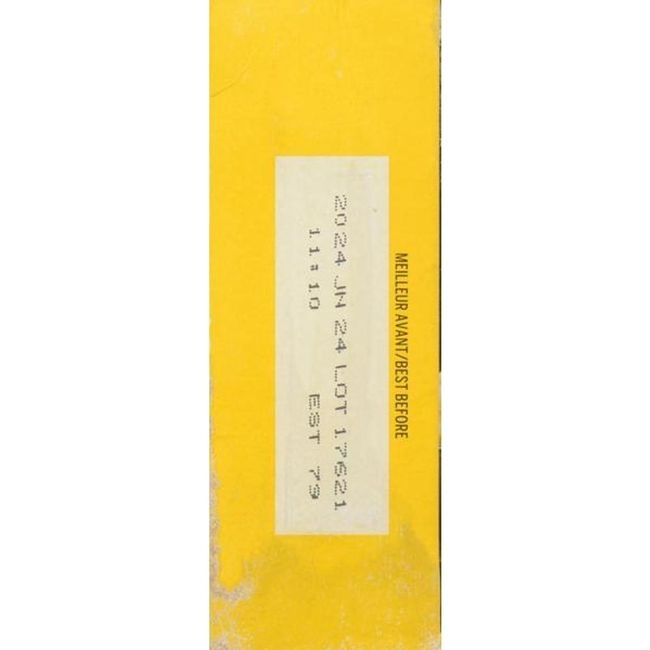 MEILLEUR AVANT/BEST BEFORE
2024 JN 24 LOT 17621
11:10 EST 79